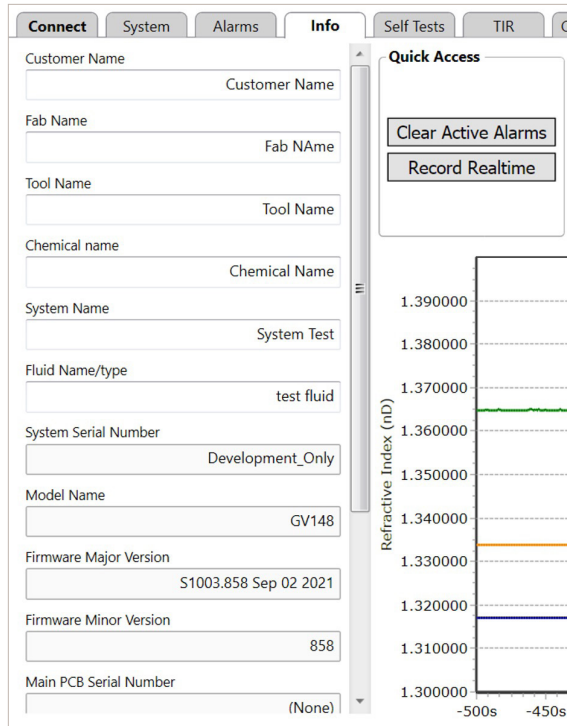 Connect System Alarms Info Self Tests TIR
Customer Name
Customer Name
Fab Name
Fab NAme
Tool Name
Tool Name
Chemical name
Chemical Name
System Name
System Test
Fluid Name/type
test fluid
System Serial Number
Development_Only
Model Name
GV148
Firmware Major Version
S1003.858 Sep 02 2021
Firmware Minor Version
858
Main PCB Serial Number
(None)
Quick Access
Clear Active Alarms
Record Realtime
Refractive Index (nD)
1.390000
1.380000
1.370000
1.360000
1.350000
1.340000
1.330000
1.320000
1.310000
1.300000
-500s -450s